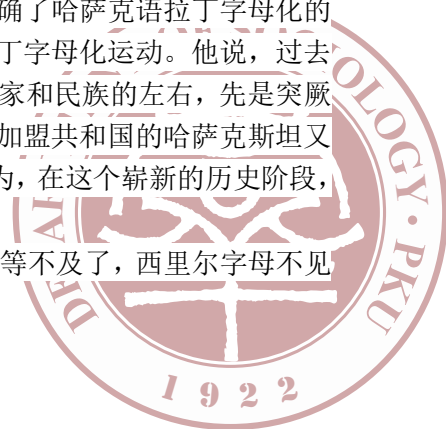 确了哈萨克语拉丁字母化的
丁字母化运动。他说，过去
家和民族的左右，先是突厥
加盟共和国的哈萨克斯坦又
为，在这个崭新的历史阶段，
等不及了，西里尔字母不见
OLOGY · PKU
1922